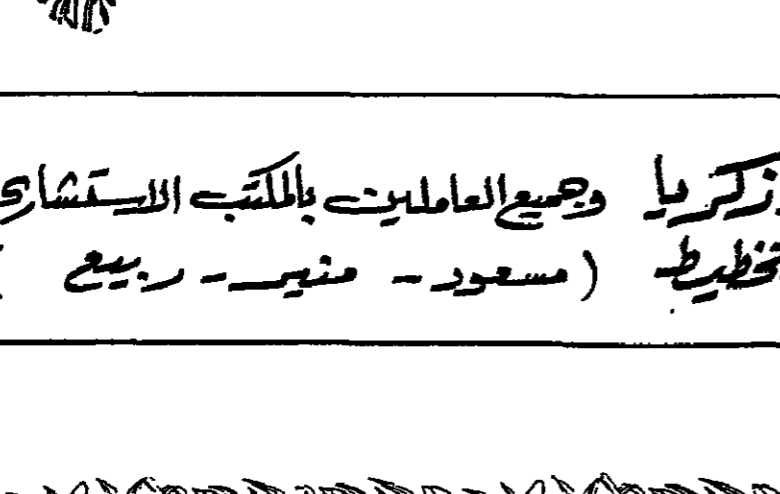 زكريا وجميع العاملين بالمكتب الاستشاري
تخطيط (مسعود - منير - ربيع )